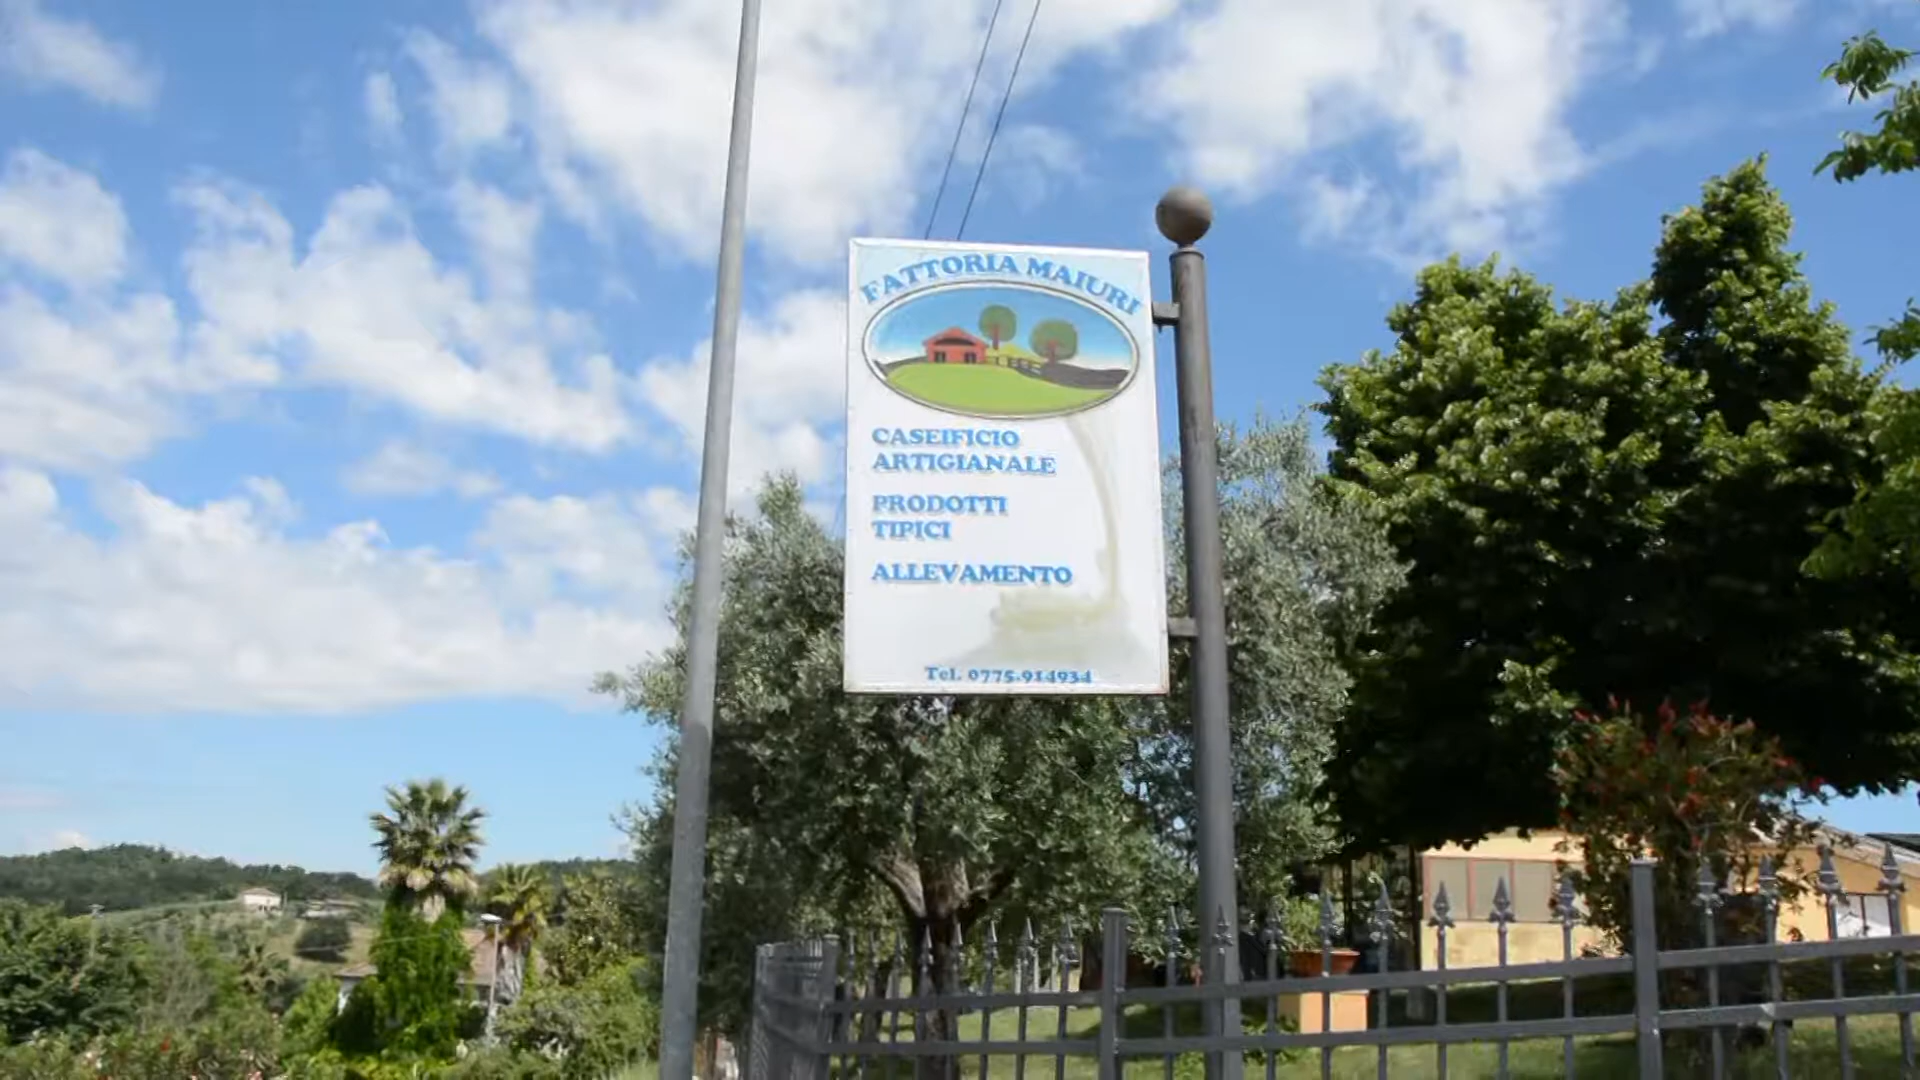 FATTORIA MAIURI
CASEIFICIO
ARTIGIANALE
PRODOTTI
TIPICI
ALLEVAMENTO
Tel. 0775.914934